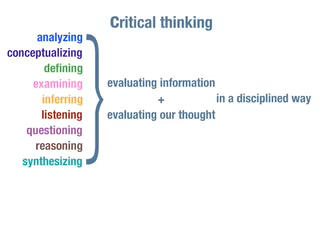 Critical thinking
analyzing
conceptualizing
defining
examining
inferring
listening
questioning
reasoning
synthesizing
evaluating information
+
evaluating our thought
in a disciplined way